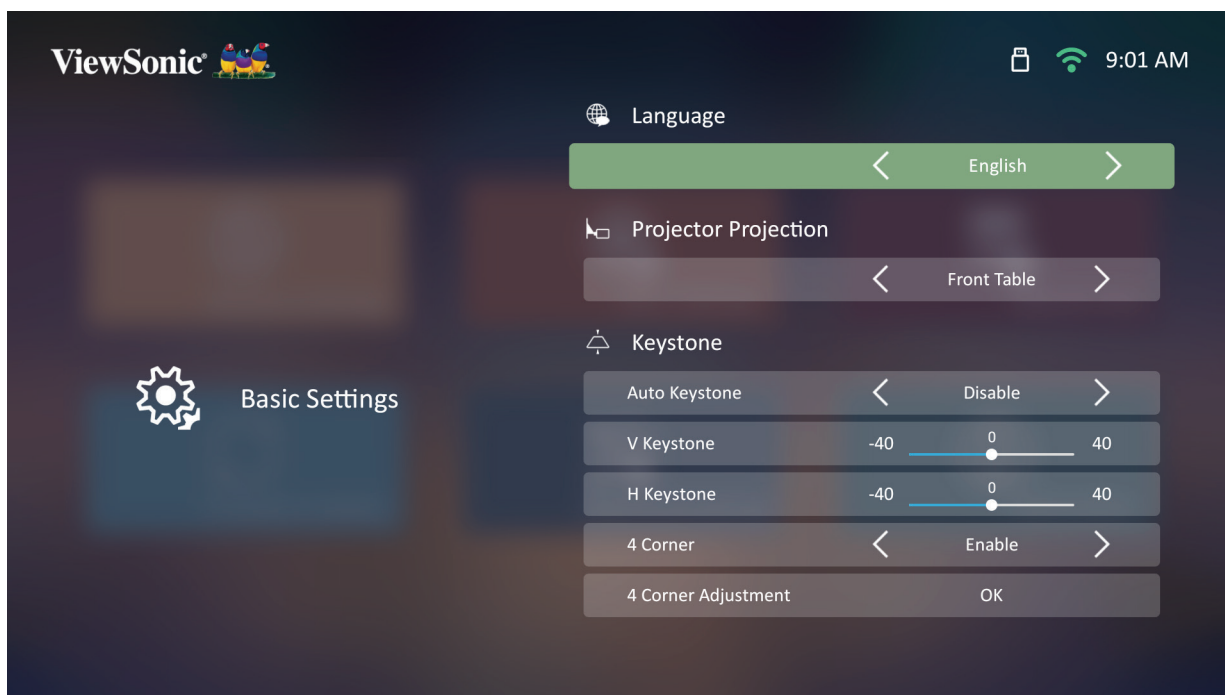 ViewSonic®
9:01 AM
Language
English
Projector Projection
Front Table
Keystone
Basic Settings
Auto Keystone Disable
V Keystone -40 0 40
H Keystone -40 0 40
4 Corner Enable
4 Corner Adjustment OK